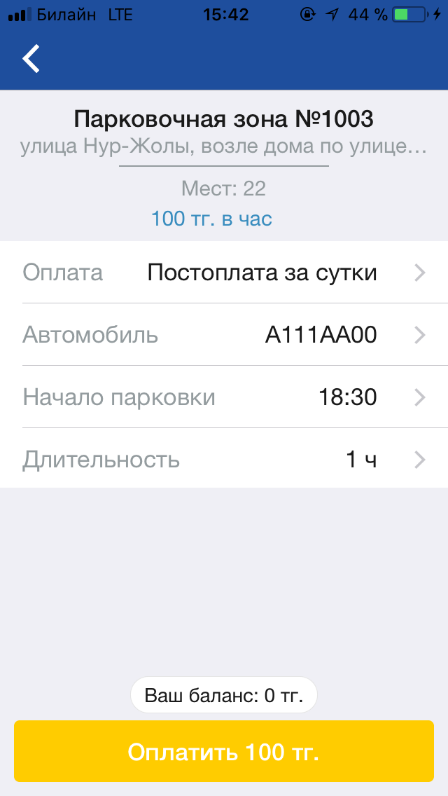 Билайн LTE 15:42 44 %
Парковочная зона №1003
улица Нур-Жолы, возле дома по улице...
Мест: 22
100 тг. в час
Оплата Постоплата за сутки
Автомобиль A111AA00
Начало парковки 18:30
Длительность 1 ч
Ваш баланс: 0 тг.
Оплатить 100 тг.